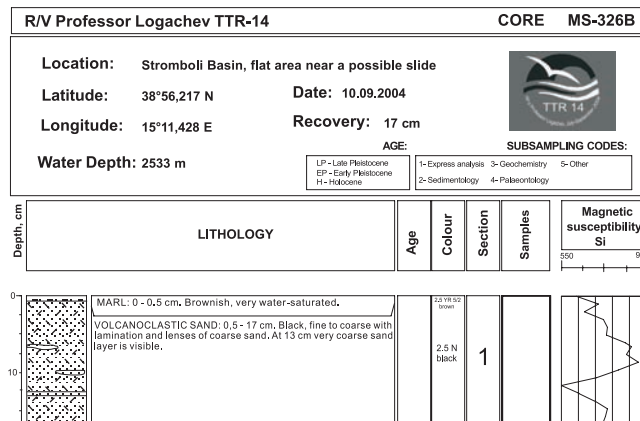 R/V Professor Logachev TTR-14 CORE MS-326B
Location: Stromboli Basin, flat area near a possible slide
Latitude: 38°56,217 N Date: 10.09.2004
Longitude: 15°11,428 E Recovery: 17 cm
Water Depth: 2533 m
TTR 14
AGE:
LP - Late Pleistocene
EP - Early Pleistocene
H - Holocene
SUBSAMPLING CODES:
1- Express analysis 3- Geochemistry 5- Other
2- Sedimentology 4- Palaeontology
Depth, cm
LITHOLOGY
Age
Colour
Section
Samples
Magnetic
susceptibility
Si
550 9
0
MARL: 0 - 0.5 cm. Brownish, very water-saturated.
VOLCANOCLASTIC SAND: 0,5 - 17 cm. Black, fine to coarse with
lamination and lenses of coarse sand. At 13 cm very coarse sand
layer is visible.
2,5 YR 5/2
brown
2.5 N
black
1
10